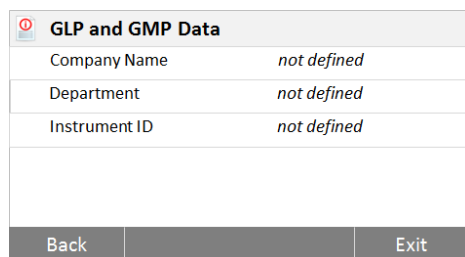 GLP and GMP Data
Company Name not defined
Department not defined
Instrument ID not defined
Back Exit